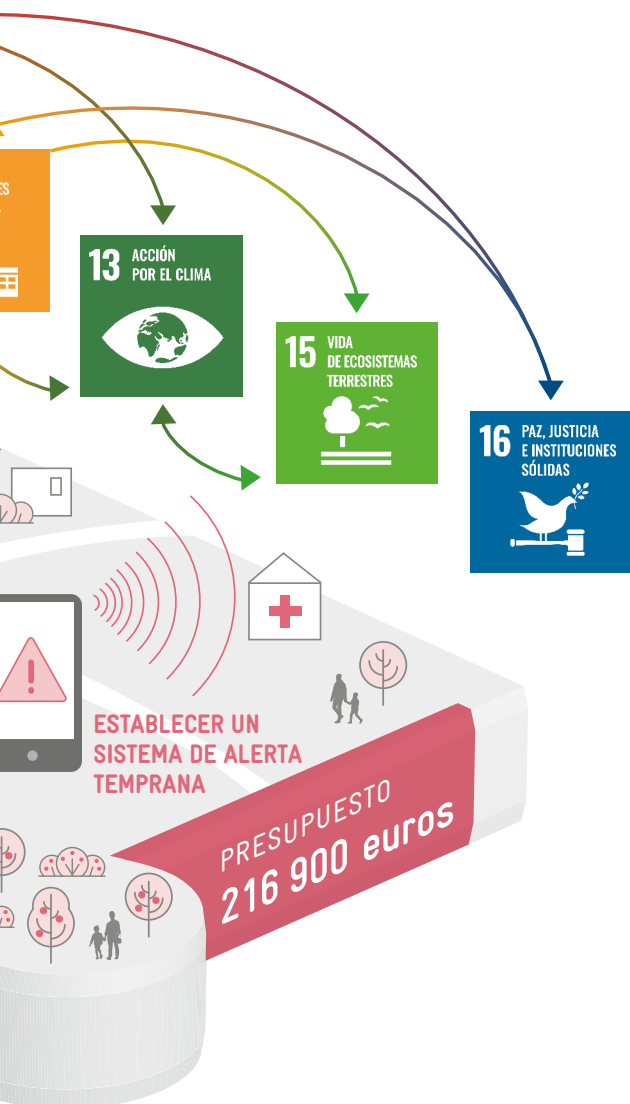 ES
13 ACCIÓN
POR EL CLIMA
15 VIDA
DE ECOSISTEMAS
TERRESTRES
16 PAZ, JUSTICIA
E INSTITUCIONES
SÓLIDAS
ESTABLECER UN
SISTEMA DE ALERTA
TEMPRANA
PRESUPUESTO
216 900 euros